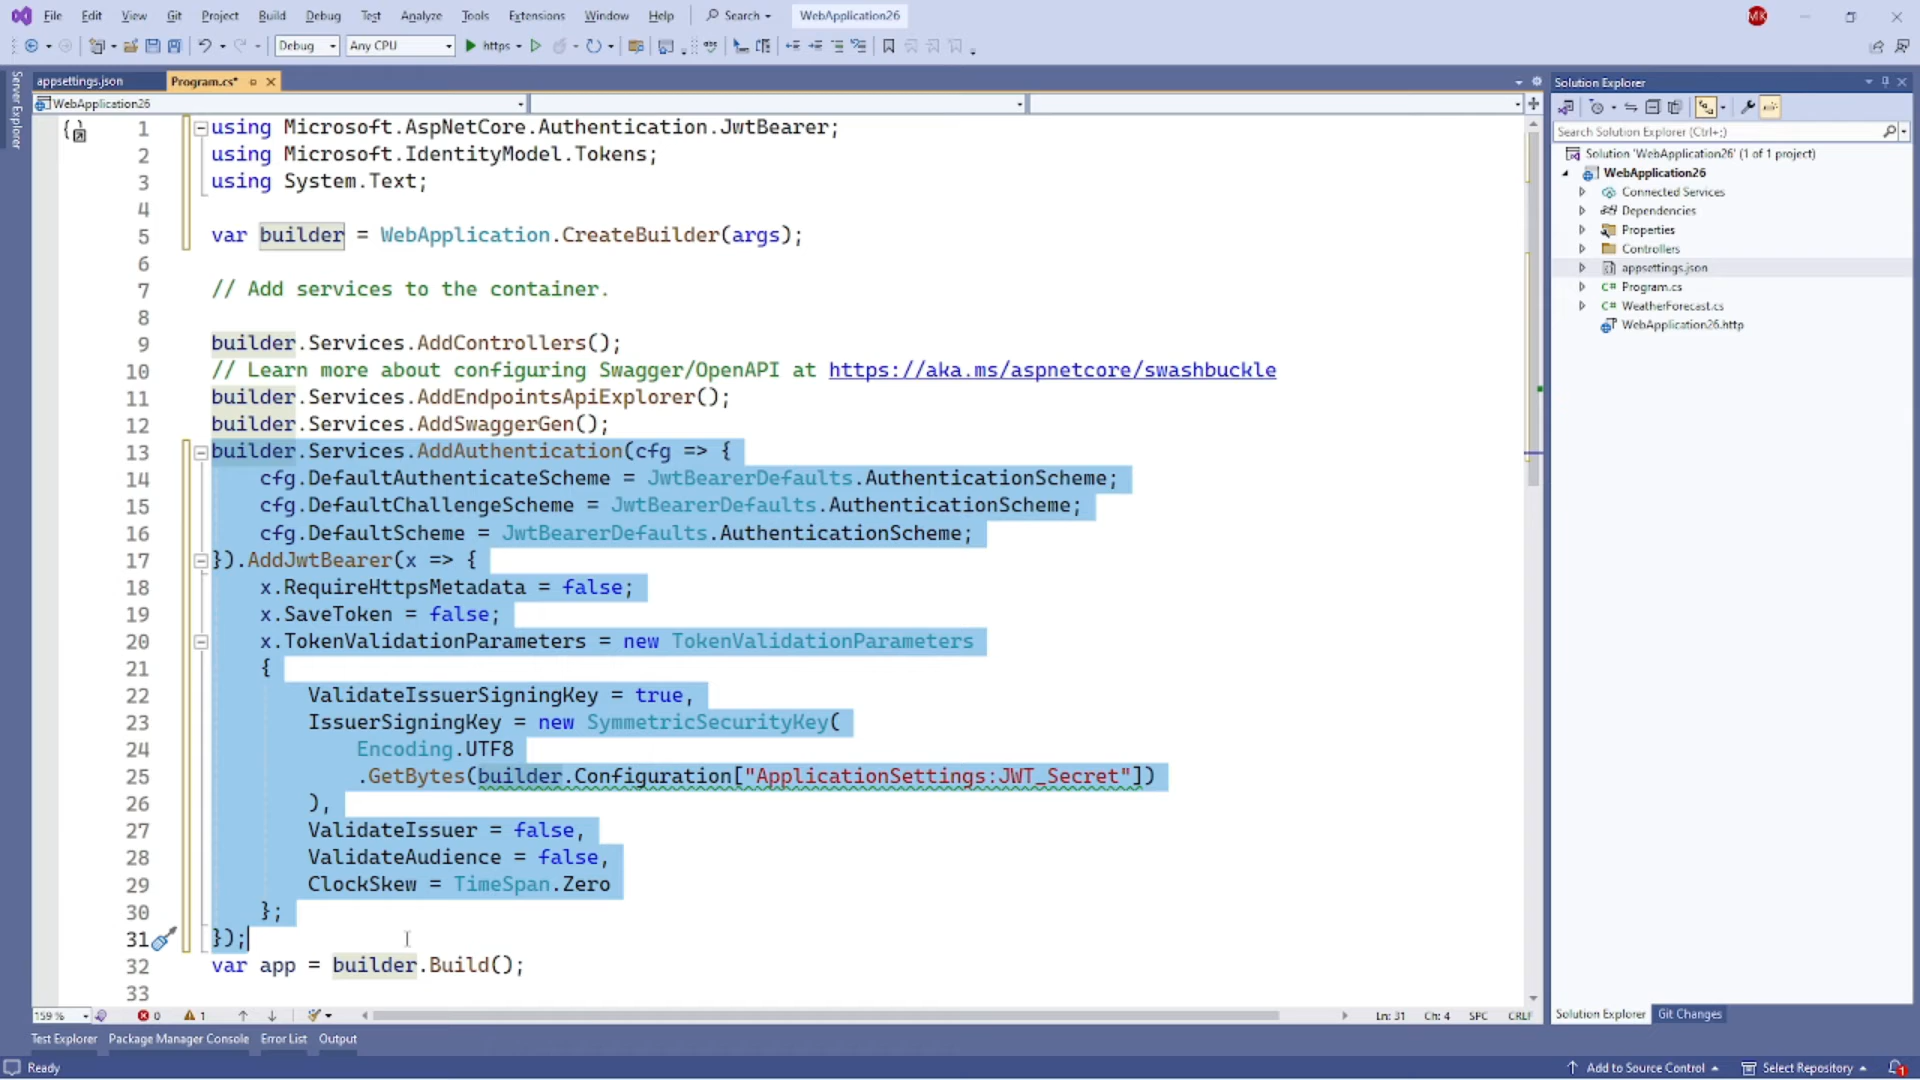 File Edit View Git Project Build Debug Test Analyze Tools Extensions Window Help Search WebApplication26 MK
Debug Any CPU https
Server Explorer
appsettings.json Program.cs*
WebApplication26
1 using Microsoft.AspNetCore.Authentication.JwtBearer;
2 using Microsoft.IdentityModel.Tokens;
3 using System.Text;
4
5 var builder = WebApplication.CreateBuilder(args);
6
7 // Add services to the container.
8
9 builder.Services.AddControllers();
10 // Learn more about configuring Swagger/OpenAPI at https://aka.ms/aspnetcore/swashbuckle
11 builder.Services.AddEndpointsApiExplorer();
12 builder.Services.AddSwaggerGen();
13 builder.Services.AddAuthentication(cfg => {
14 cfg.DefaultAuthenticateScheme = JwtBearerDefaults.AuthenticationScheme;
15 cfg.DefaultChallengeScheme = JwtBearerDefaults.AuthenticationScheme;
16 cfg.DefaultScheme = JwtBearerDefaults.AuthenticationScheme;
17 }).AddJwtBearer(x => {
18 x.RequireHttpsMetadata = false;
19 x.SaveToken = false;
20 x.TokenValidationParameters = new TokenValidationParameters
21 {
22 ValidateIssuerSigningKey = true,
23 IssuerSigningKey = new SymmetricSecurityKey(
24 Encoding.UTF8
25 .GetBytes(builder.Configuration["ApplicationSettings:JWT_Secret"])
26 ),
27 ValidateIssuer = false,
28 ValidateAudience = false,
29 ClockSkew = TimeSpan.Zero
30 };
31 });
32 var app = builder.Build();
33
159 % 0 1 Ln: 31 Ch: 4 SPC CRLF
Test Explorer Package Manager Console Error List Output
Solution Explorer
Search Solution Explorer (Ctrl+;)
Solution 'WebApplication26' (1 of 1 project)
WebApplication26
Connected Services
Dependencies
Properties
Controllers
appsettings.json
C# Program.cs
C# WeatherForecast.cs
WebApplication26.http
Solution Explorer Git Changes
Ready Add to Source Control Select Repository 1